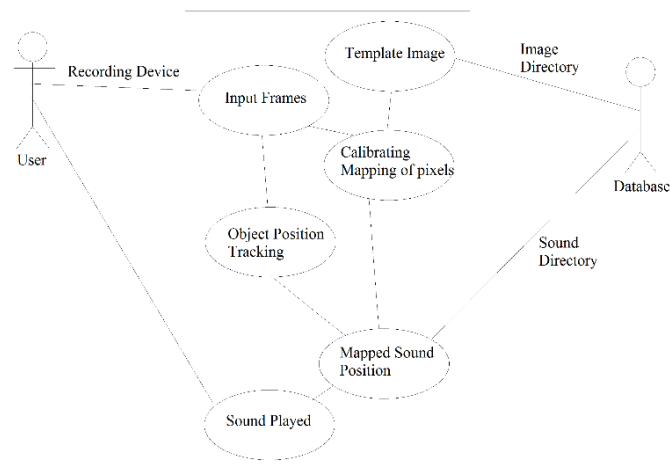 Template Image
Image
Directory
Recording Device
Input Frames
User
Calibrating
Mapping of pixels
Database
Object Position
Tracking
Sound
Directory
Mapped Sound
Position
Sound Played